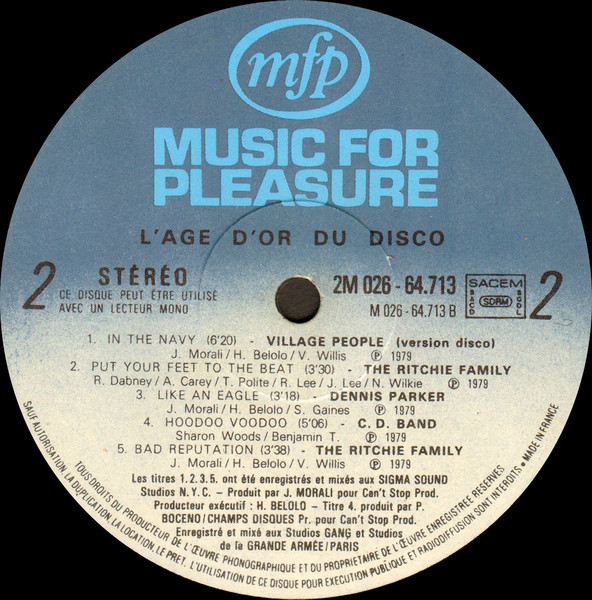 mfp
MUSIC FOR
PLEASURE
L'AGE D'OR DU DISCO
2 STÉRÉO
CE DISQUE PEUT ÊTRE UTILISÉ
AVEC UN LECTEUR MONO
2M 026 - 64.713
M 026 - 64.713 B
SACEM
SACD SDRM SGDL
2
1. IN THE NAVY (6'20) - VILLAGE PEOPLE (version disco)
J. Morali/H. Belolo/V. Willis Ⓟ 1979
2. PUT YOUR FEET TO THE BEAT (3'30) - THE RITCHIE FAMILY
R. Dabney/A. Carey/T. Polite/R. Lee/J. Lee/N. Wilkie Ⓟ 1979
3. LIKE AN EAGLE (3'18) - DENNIS PARKER
J. Morali/H. Belolo/S. Gaines Ⓟ 1979
4. HOODOO VOODOO (5'06) - C.D. BAND
Sharon Woods/Benjamin T. Ⓟ 1979
5. BAD REPUTATION (3'38) - THE RITCHIE FAMILY
J. Morali/H. Belolo/V. Willis Ⓟ 1979
Les titres 1.2.3.5. ont été enregistrés et mixés aux SIGMA SOUND
Studios N.Y.C. - Produit par J. MORALI pour Can't Stop Prod.
Producteur exécutif : H. BELOLO - Titre 4. produit par P.
BOCENO/CHAMPS DISQUES Pr. pour Can't Stop Prod.
Enregistré et mixé aux Studios GANG et Studios
de la GRANDE ARMÉE/PARIS
TOUS DROITS DU PRODUCTEUR DE L'ŒUVRE PHONOGRAPHIQUE ET DU PROPRIETAIRE DE L'ŒUVRE ENREGISTREE RESERVES
SAUF AUTORISATION, LA DUPLICATION, LA LOCATION, LE PRET, L'UTILISATION DE CE DISQUE POUR EXECUTION PUBLIQUE ET RADIODIFFUSION SONT INTERDITS • MADE IN FRANCE